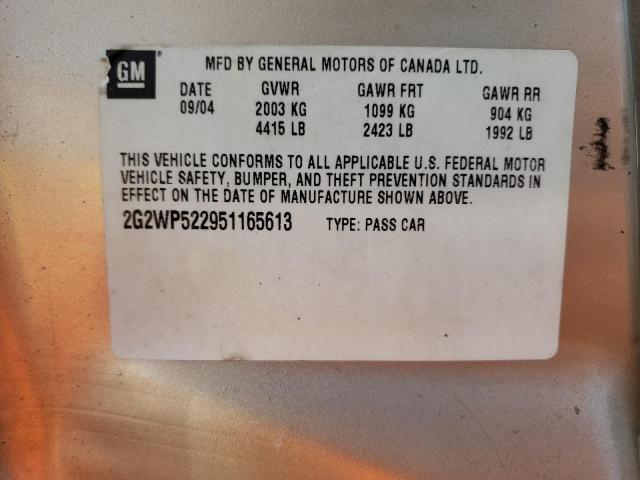 GM
MFD BY GENERAL MOTORS OF CANADA LTD.
DATE GVWR GAWR FRT GAWR RR
09/04 2003 KG 1099 KG 904 KG
4415 LB 2423 LB 1992 LB
THIS VEHICLE CONFORMS TO ALL APPLICABLE U.S. FEDERAL MOTOR
VEHICLE SAFETY, BUMPER, AND THEFT PREVENTION STANDARDS IN
EFFECT ON THE DATE OF MANUFACTURE SHOWN ABOVE.
2G2WP522951165613 TYPE: PASS CAR